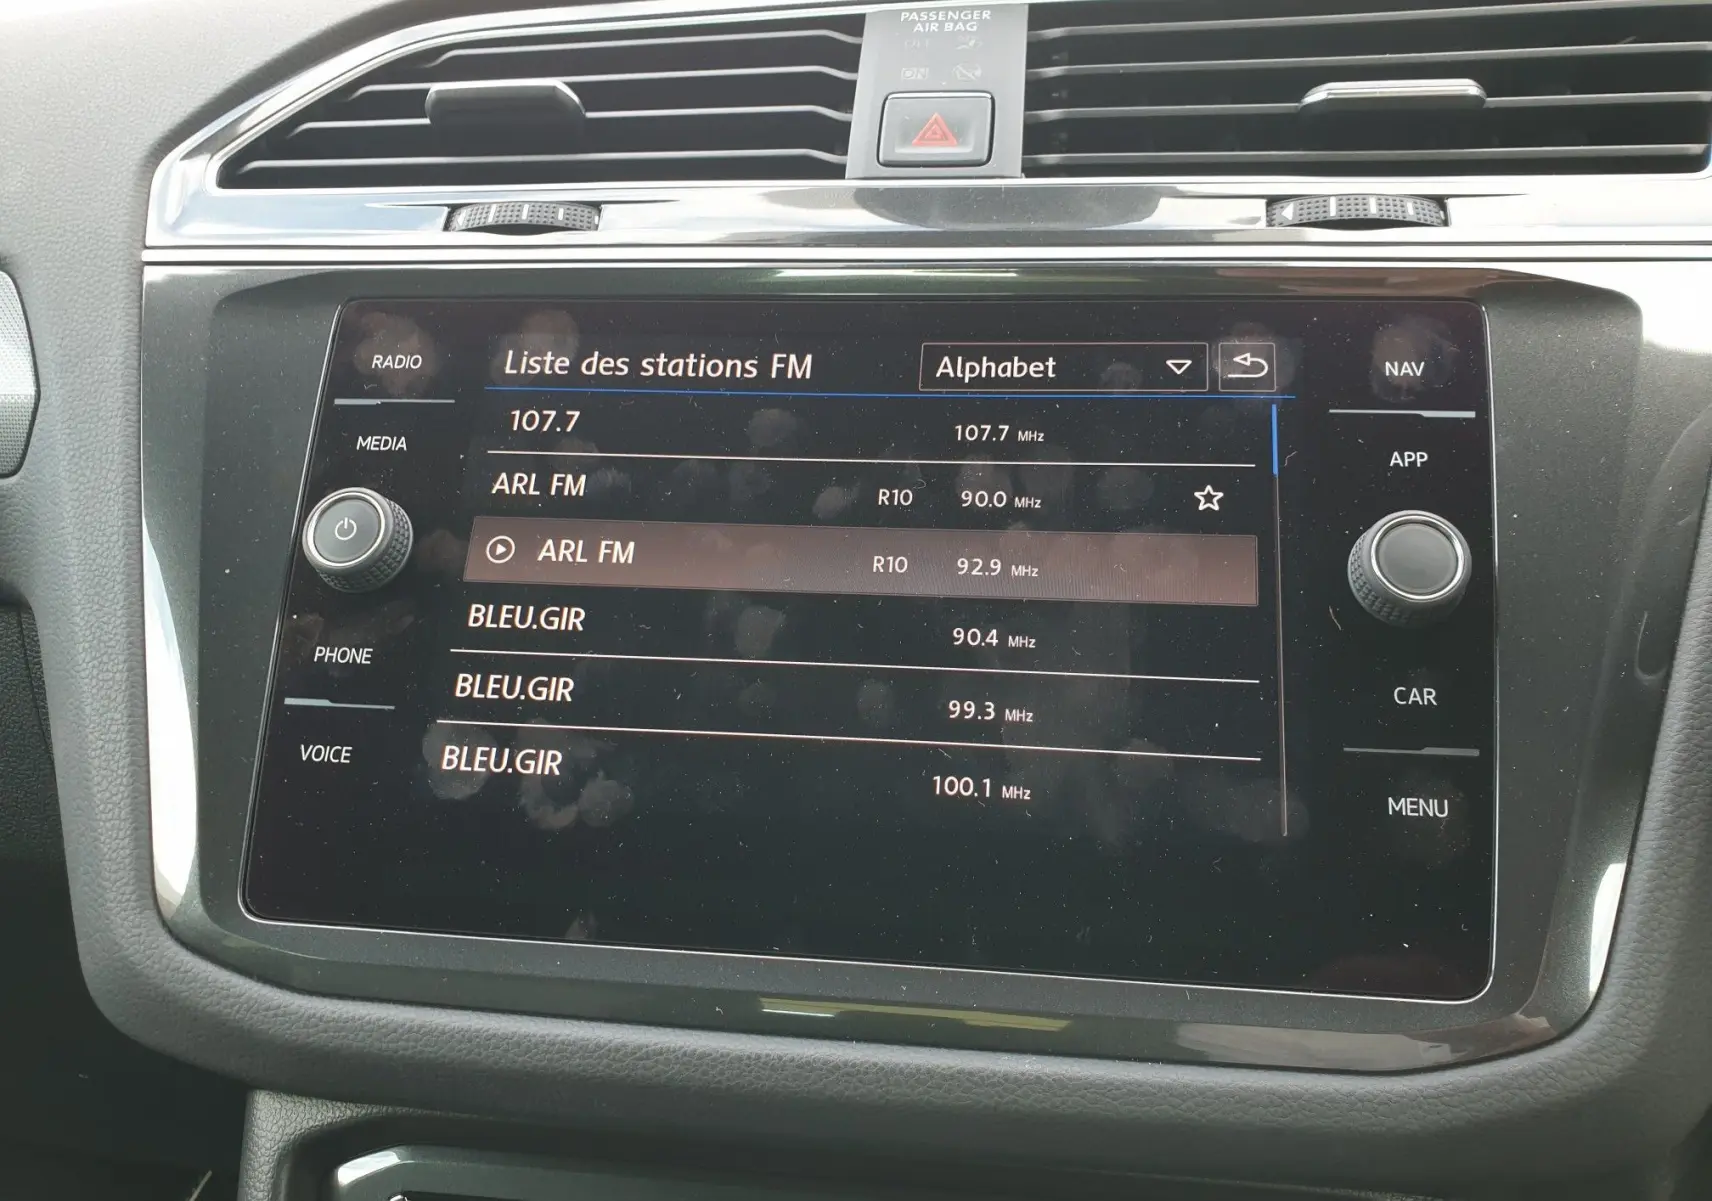 PASSENGER
AIR BAG
OFF
ON
RADIO
MEDIA
PHONE
VOICE
Liste des stations FM Alphabet
107.7 107.7 MHz
ARL FM R10 90.0 MHz
ARL FM R10 92.9 MHz
BLEU.GIR 90.4 MHz
BLEU.GIR 99.3 MHz
BLEU.GIR 100.1 MHz
NAV
APP
CAR
MENU